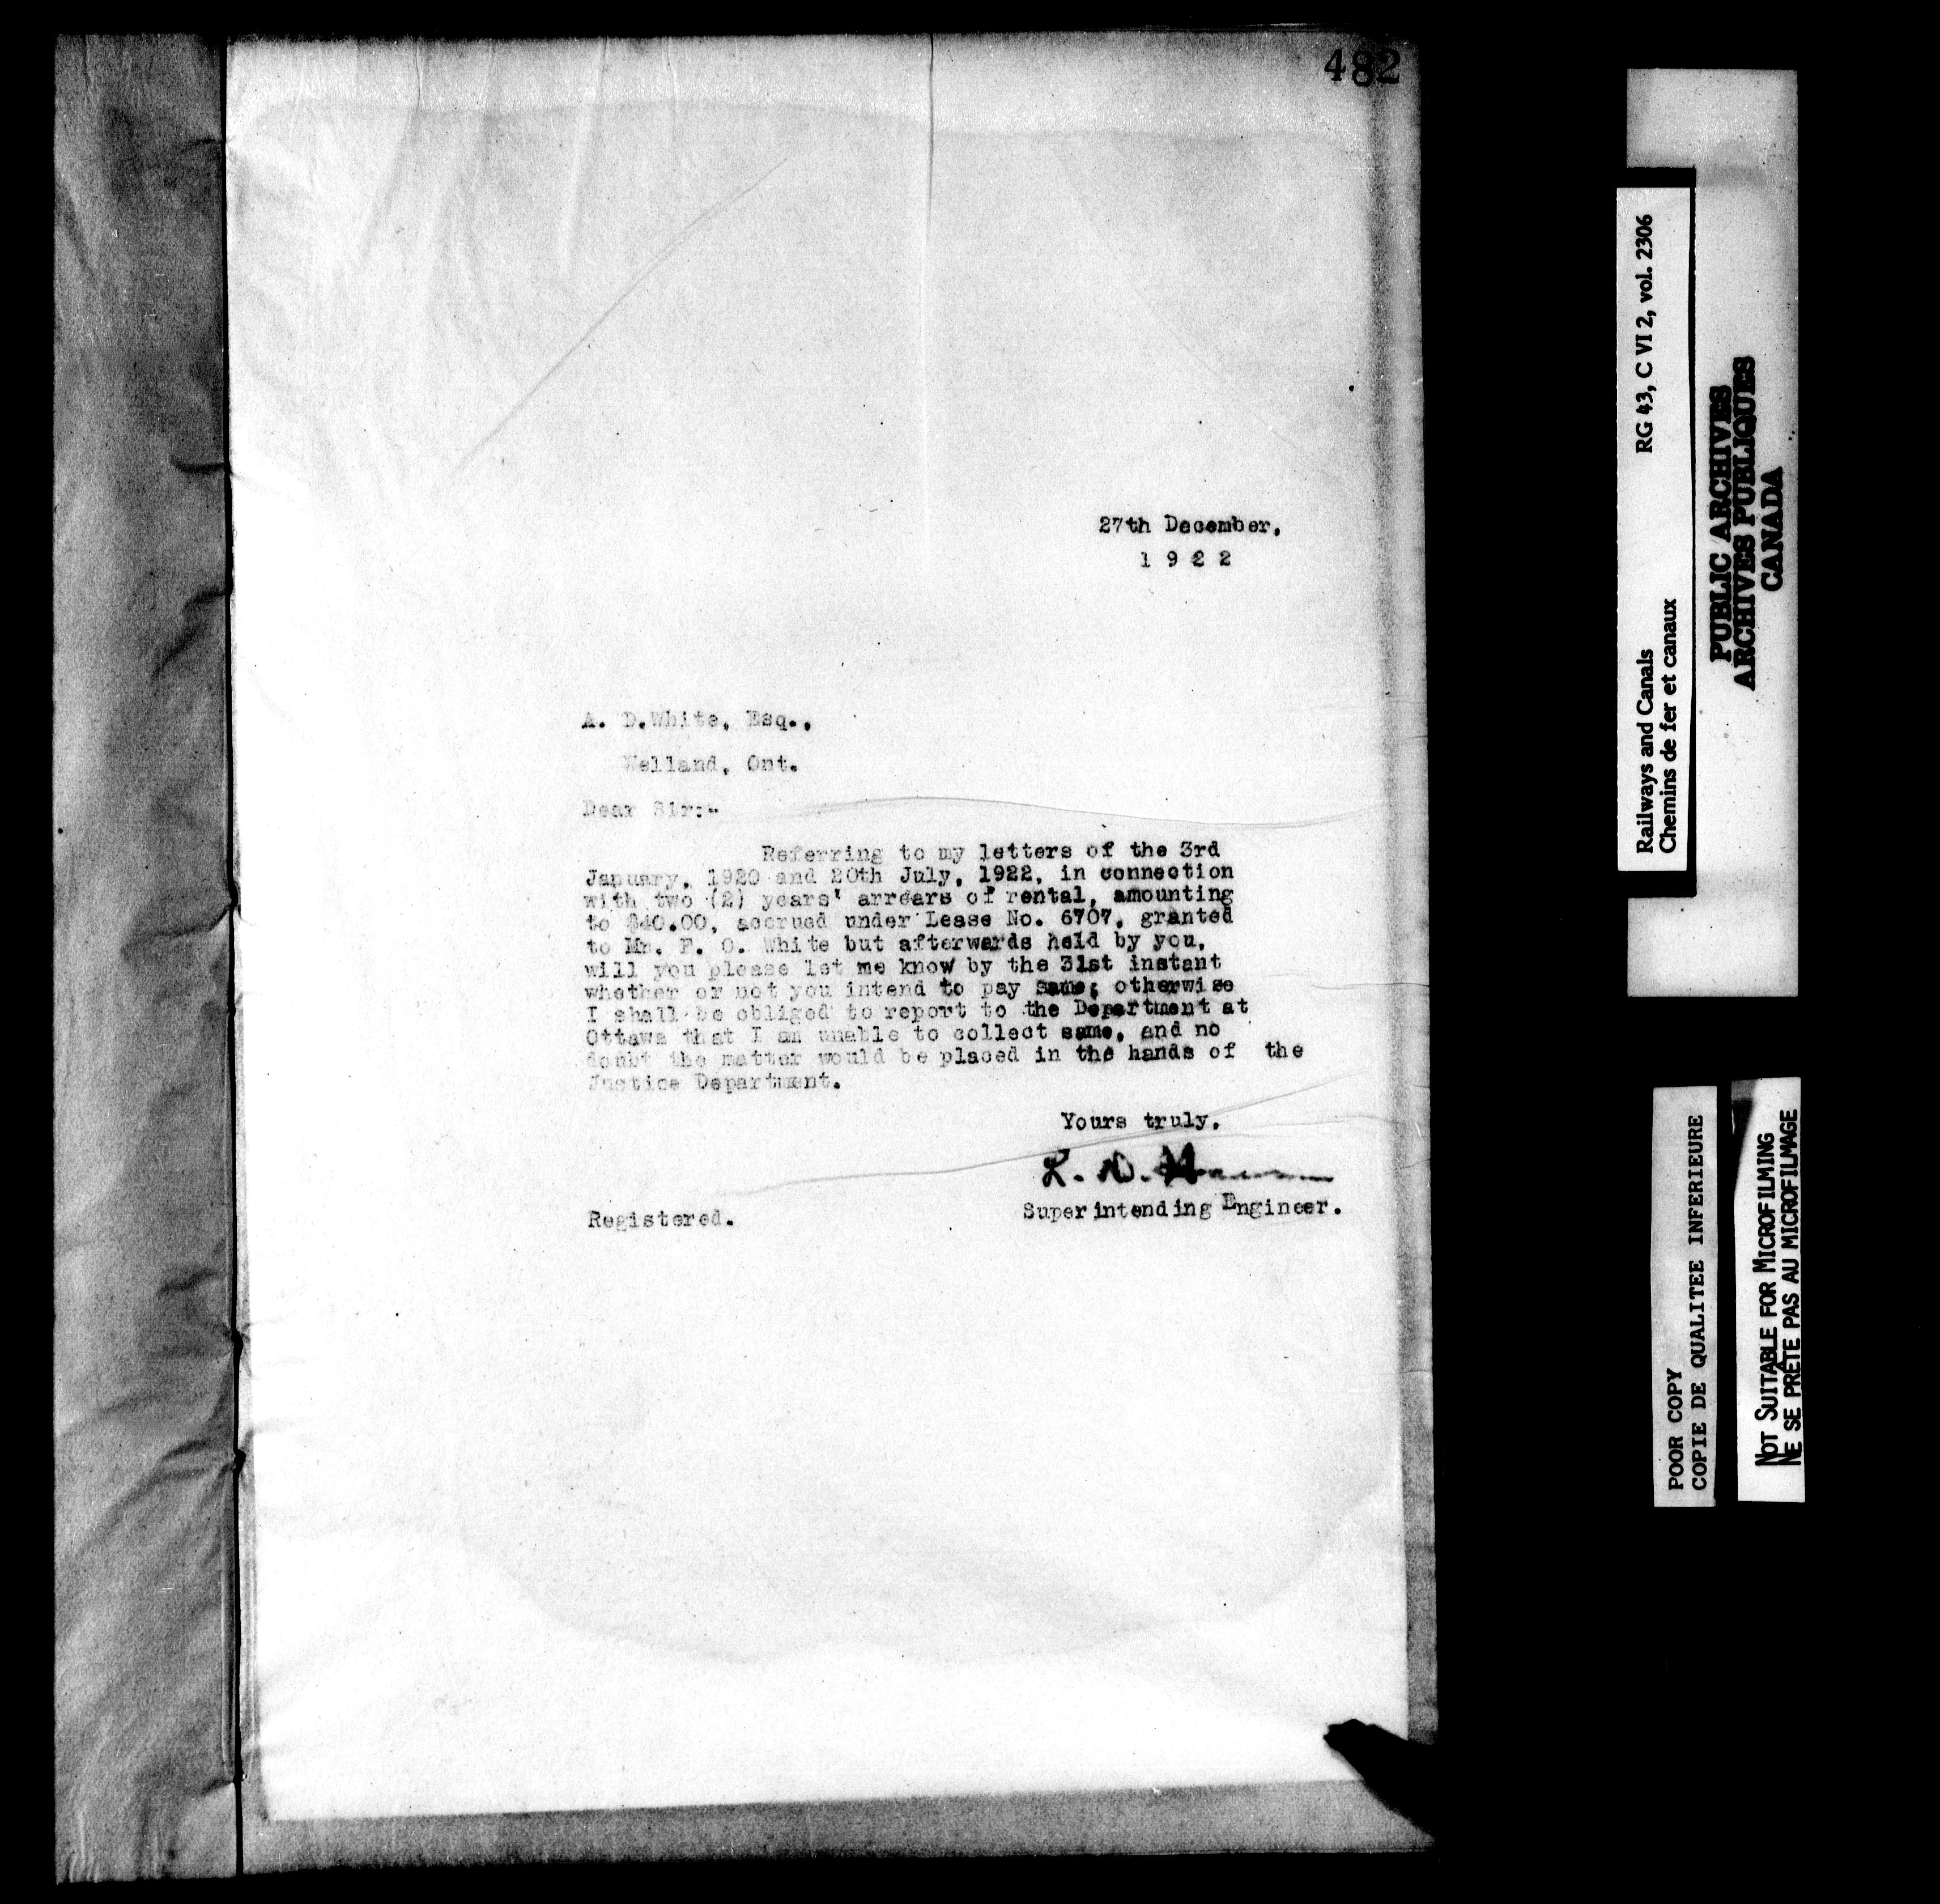 482
27th December,
1 9 2 2
A. D.White, Esq.,
Welland, Ont.
Dear Sir:-
Referring to my letters of the 3rd
January, 1920 and 20th July, 1922, in connection
with two (2) years' arrears of rental, amounting
to $40.00, accrued under Lease No. 6707, granted
to Mr. F. O. White but afterwards held by you,
will you please let me know by the 31st instant
whether or not you intend to pay same; otherwise
I shall be obliged to report to the Department at
Ottawa that I am unable to collect same, and no
doubt the matter would be placed in the hands of the
Justice Department.
Yours truly,
L. D.
Superintending Engineer.
Registered.
Railways and Canals RG 43, C VI 2, vol. 2306
Chemins de fer et canaux
PUBLIC ARCHIVES
ARCHIVES PUBLIQUES
CANADA
POOR COPY
COPIE DE QUALITEE INFERIEURE
NOT SUITABLE FOR MICROFILMING
NE SE PRÊTE PAS AU MICROFILMAGE